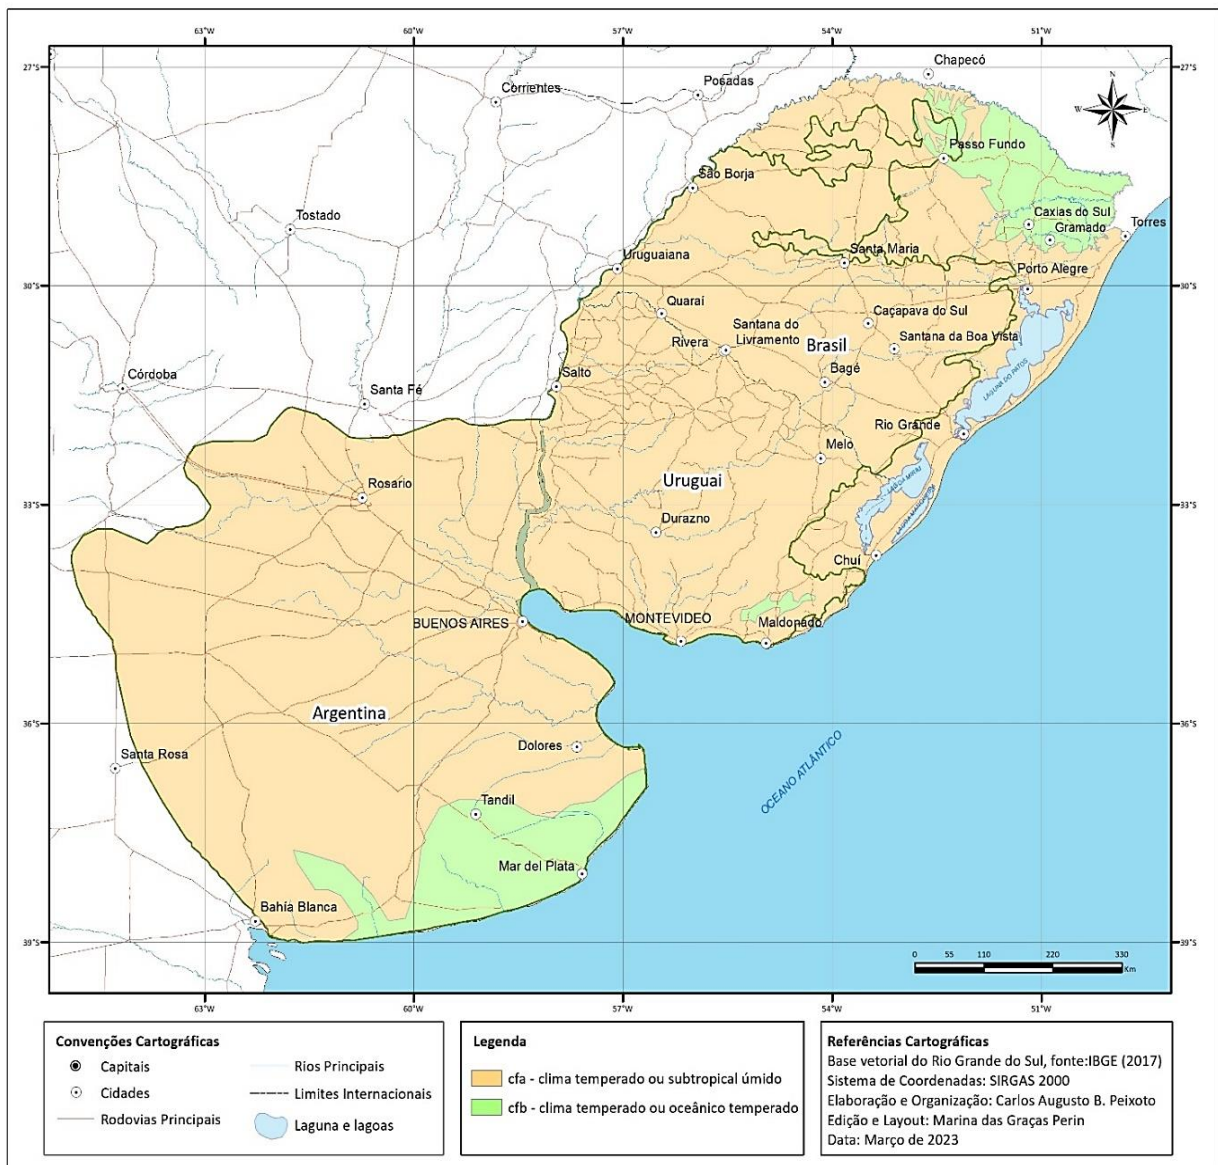 63°W 60°W 57°W 54°W 51°W
27°S 27°S
Chapecó
Posadas
Corrientes
N
W E
S
Passo Fundo
São Borja
Tostado
Caxias do Sul
Gramado
Torres
Uruguaiana
Santa Maria
Porto Alegre
30°S 30°S
Quaraí
Caçapava do Sul
Santana do
Livramento
Rivera
Brasil
Santana da Boa Vista
Bagé
LAGUNA DO PATOS
Córdoba
Santa Fé
Salto
Rio Grande
Melo
Uruguai
LAGOA MIRIM
Rosario
33°S 33°S
LAGOA MANGUEIRA
Durazno
Chuí
BUENOS AIRES
MONTEVIDEO
Maldonado
Argentina
36°S 36°S
Dolores
Santa Rosa
OCEANO ATLÂNTICO
Tandil
Mar del Plata
Bahía Blanca
39°S 39°S
0 55 110 220 330
Km
63°W 60°W 57°W 54°W 51°W
Convenções Cartográficas
Capitais
Cidades
Rodovias Principais
Rios Principais
Limites Internacionais
Laguna e lagoas
Legenda
cfa - clima temperado ou subtropical úmido
cfb - clima temperado ou oceânico temperado
Referências Cartográficas
Base vetorial do Rio Grande do Sul, fonte:IBGE (2017)
Sistema de Coordenadas: SIRGAS 2000
Elaboração e Organização: Carlos Augusto B. Peixoto
Edição e Layout: Marina das Graças Perin
Data: Março de 2023